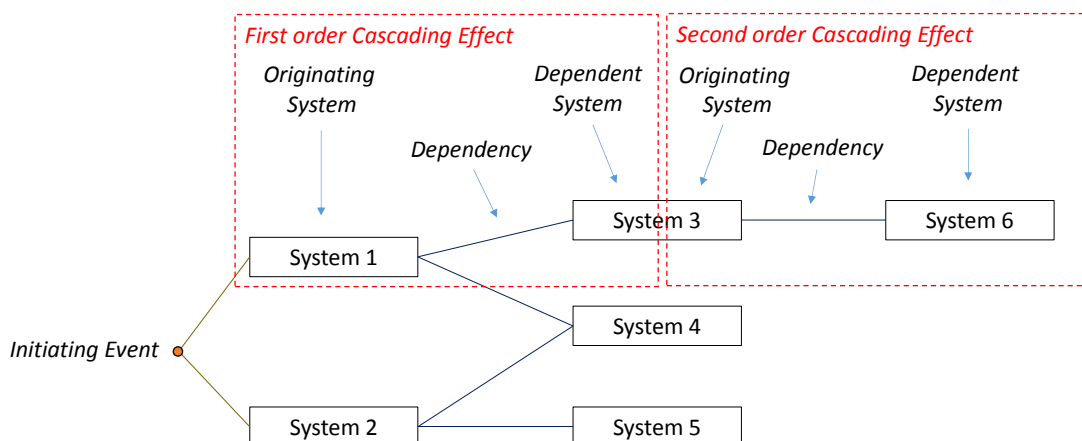 First order Cascading Effect
Second order Cascading Effect
Originating
System
Dependent
System
Originating
System
Dependent
System
Dependency
Dependency
System 3
System 6
System 1
System 4
Initiating Event
System 2
System 5